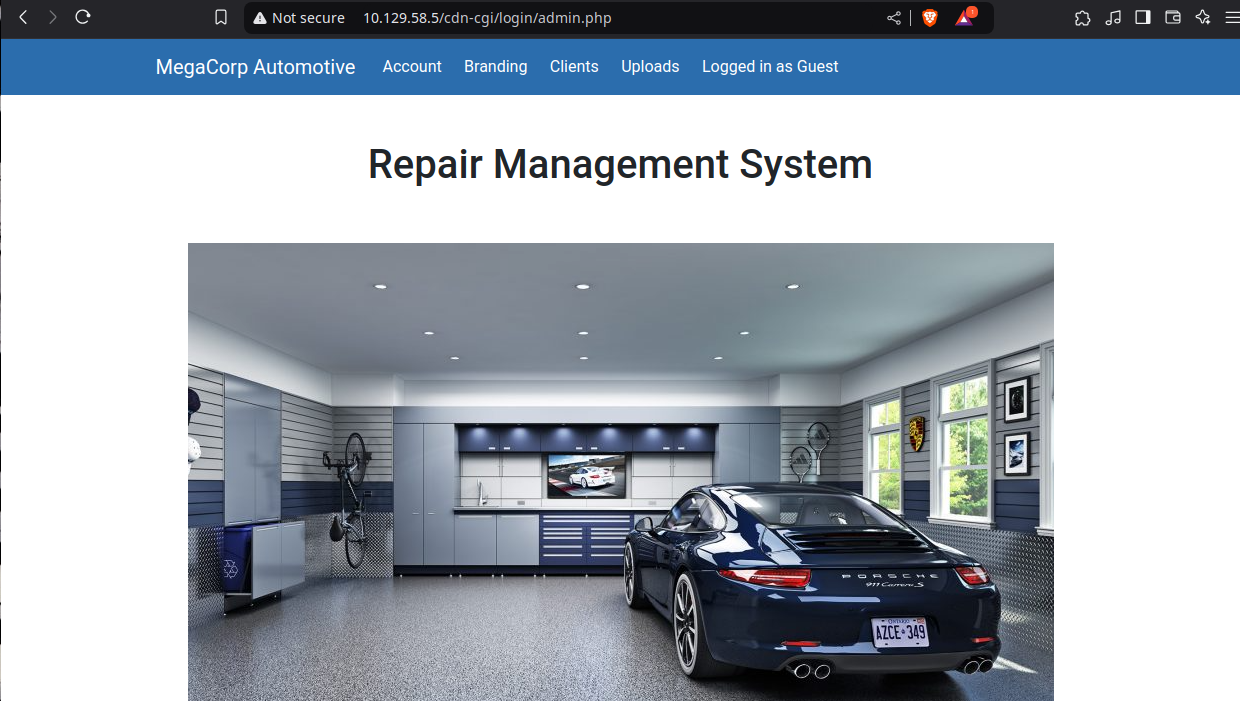 Not secure 10.129.58.5/cdn-cgi/login/admin.php
1
MegaCorp Automotive Account Branding Clients Uploads Logged in as Guest
Repair Management System
PORSCHE
911 Carrera S
AZCE 349